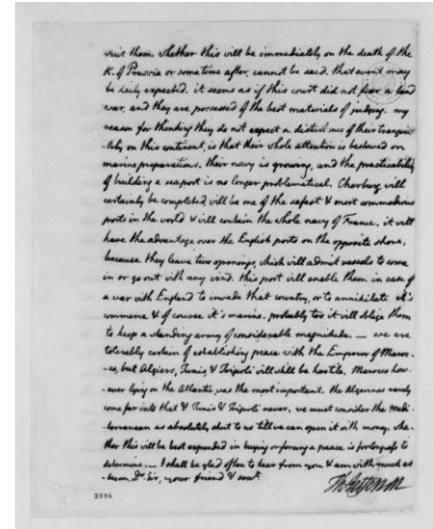 suit them. whether this will be immediately on the death of the
K. of Prussia or some time after, cannot be said. that event may
be daily expected. it seems as if this court did not fear a land
war, and they are possessed of the best materials of judging. my
reason for thinking they do not expect a disturbance of their tranquil-
-lity on this continent, is that their whole attention is bestowed on
marine preparations. their navy is growing, and the practicability
of building a seaport is no longer problematical. Cherburg will
certainly be completed, will be one of the safest & most commodious
ports in the world & will contain the whole navy of France. it will
have the advantage over the English ports on the opposite shore,
because they leave two openings, which will admit vessels to come
in or go out with any wind. this port will enable them in case of
a war with England to invade that country, or to annihilate it's
commerce & of course it's marine. probably too it will oblige them
to keep a standing army of considerable magnitude. — we are
tolerably certain of establishing peace with the Emperor of Maroc-
-co, but Algiers, Tunis & Tripoli will still be hostile. Marocco how-
-ever lying on the Atlantic, was the most important. the Algerines rarely
come far into that & Tunis & Tripoli never. we must consider the Medi-
-terranean as absolutely shut to us till we can open it with money. whe-
ther this will be best expended in buying or forcing a peace is for Congress to
determine. — I shall be glad often to hear from you & am with much es-
-teem Dr. Sir, your friend & servt
Th: Jefferson
2996